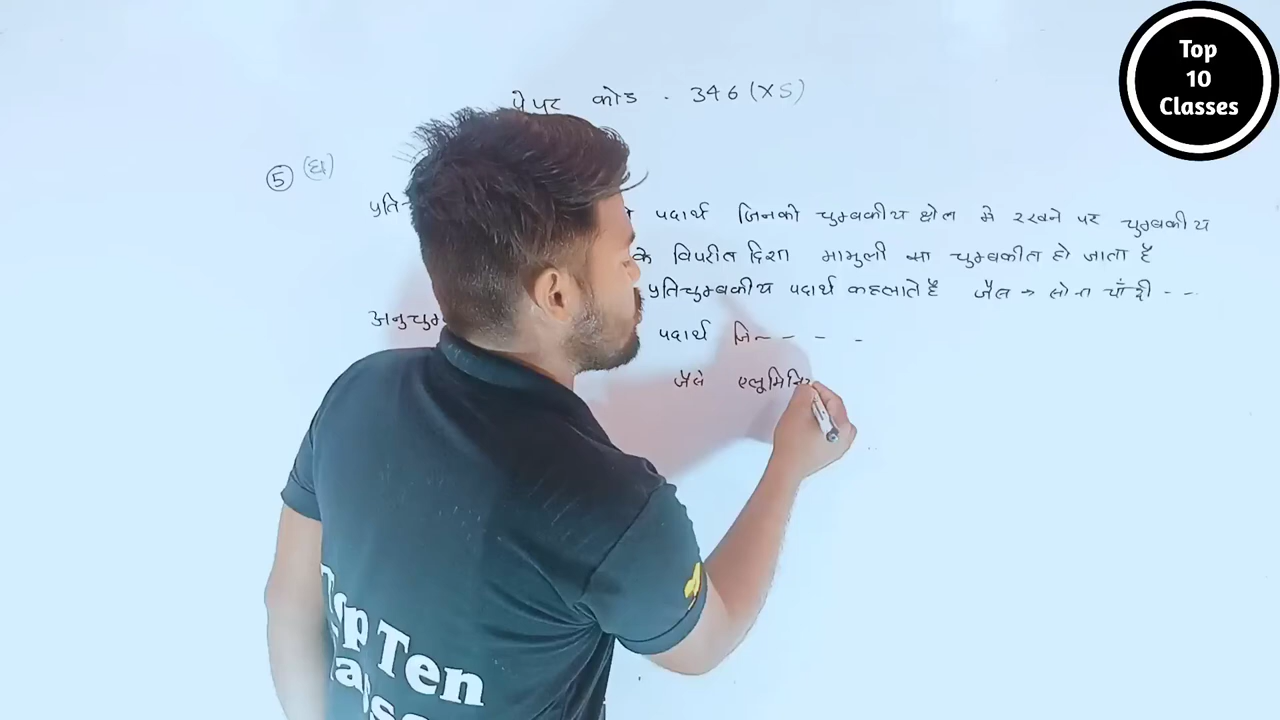 Top
10
Classes
पेपर कोड - 346 (XS)
⑤ (घ)
पदार्थ जिनको चुम्बकीय क्षेत्र मे रखने पर चुम्बकीय
के विपरीत दिशा मामुली सा चुम्बकीत हो जाता है
प्रतिचुम्बकीय पदार्थ कहलाते है जैसे → सोना चाँदी - -
अनुचुम
पदार्थ जि~ - - -
जैसे एलूमिनिय
Top Ten